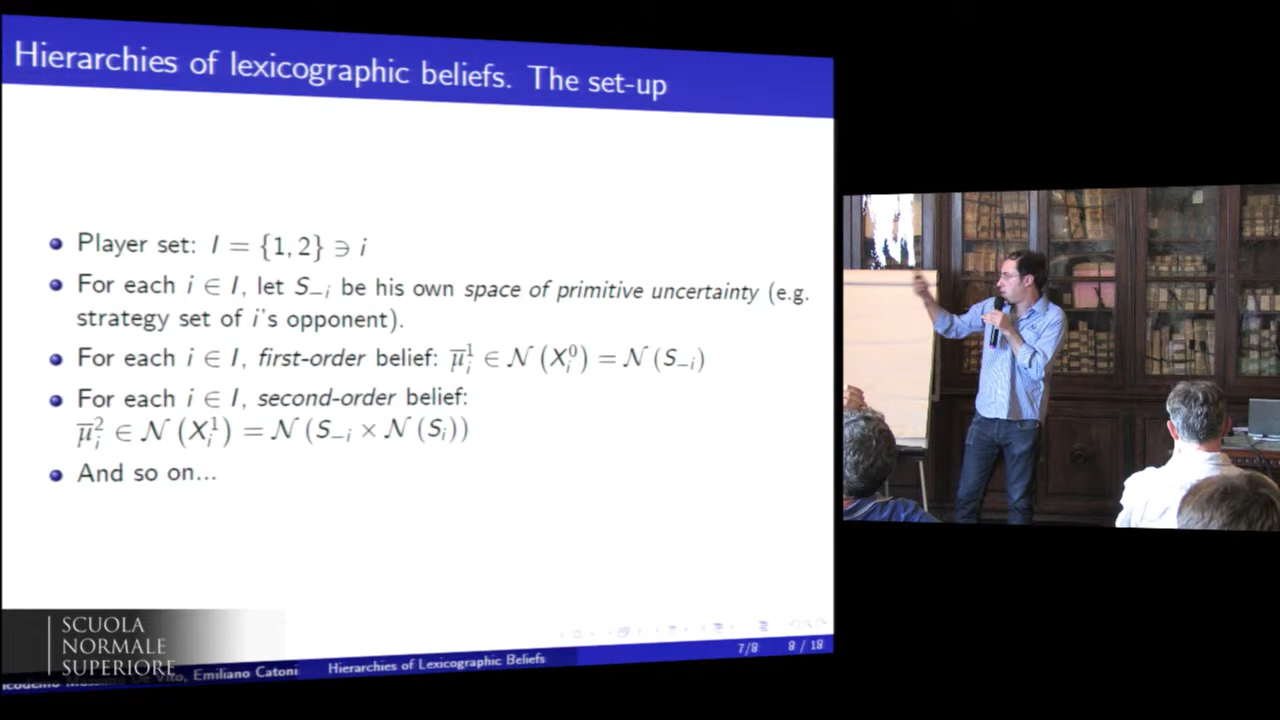 Hierarchies of lexicographic beliefs. The set-up
Player set: I = {1, 2} ∋ i
For each i ∈ I, let S₋ᵢ be his own space of primitive uncertainty (e.g.
strategy set of i's opponent).
For each i ∈ I, first-order belief: μ̅ᵢ¹ ∈ 𝒩(Xᵢ⁰) = 𝒩(S₋ᵢ)
For each i ∈ I, second-order belief:
μ̅ᵢ² ∈ 𝒩(Xᵢ¹) = 𝒩(S₋ᵢ × 𝒩(Sᵢ))
And so on...
SCUOLA
NORMALE
SUPERIORE
De Vito, Emiliano Catoni
Hierarchies of Lexicographic Beliefs
7/8
8 / 18